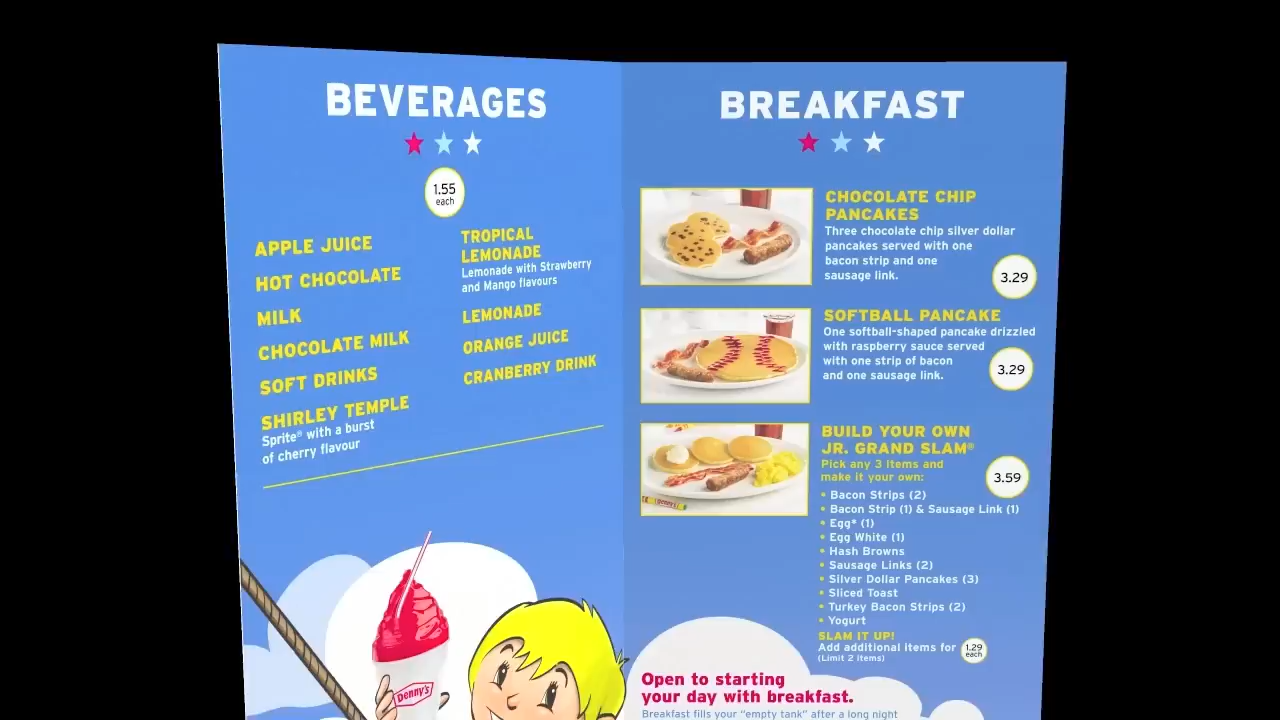 BEVERAGES
1.55
each
APPLE JUICE
HOT CHOCOLATE
MILK
CHOCOLATE MILK
SOFT DRINKS
SHIRLEY TEMPLE
Sprite® with a burst
of cherry flavour
TROPICAL
LEMONADE
Lemonade with Strawberry
and Mango flavours
LEMONADE
ORANGE JUICE
CRANBERRY DRINK
Denny's
BREAKFAST
CHOCOLATE CHIP
PANCAKES
Three chocolate chip silver dollar
pancakes served with one
bacon strip and one
sausage link.
3.29
SOFTBALL PANCAKE
One softball-shaped pancake drizzled
with raspberry sauce served
with one strip of bacon
and one sausage link.
3.29
BUILD YOUR OWN
JR. GRAND SLAM®
Pick any 3 Items and
make it your own:
3.59
• Bacon Strips (2)
• Bacon Strip (1) & Sausage Link (1)
• Egg* (1)
• Egg White (1)
• Hash Browns
• Sausage Links (2)
• Silver Dollar Pancakes (3)
• Sliced Toast
• Turkey Bacon Strips (2)
• Yogurt
SLAM IT UP!
Add additional items for
(Limit 2 Items)
1.29
each
Denny's
Open to starting
your day with breakfast.
Breakfast fills your "empty tank" after a long night